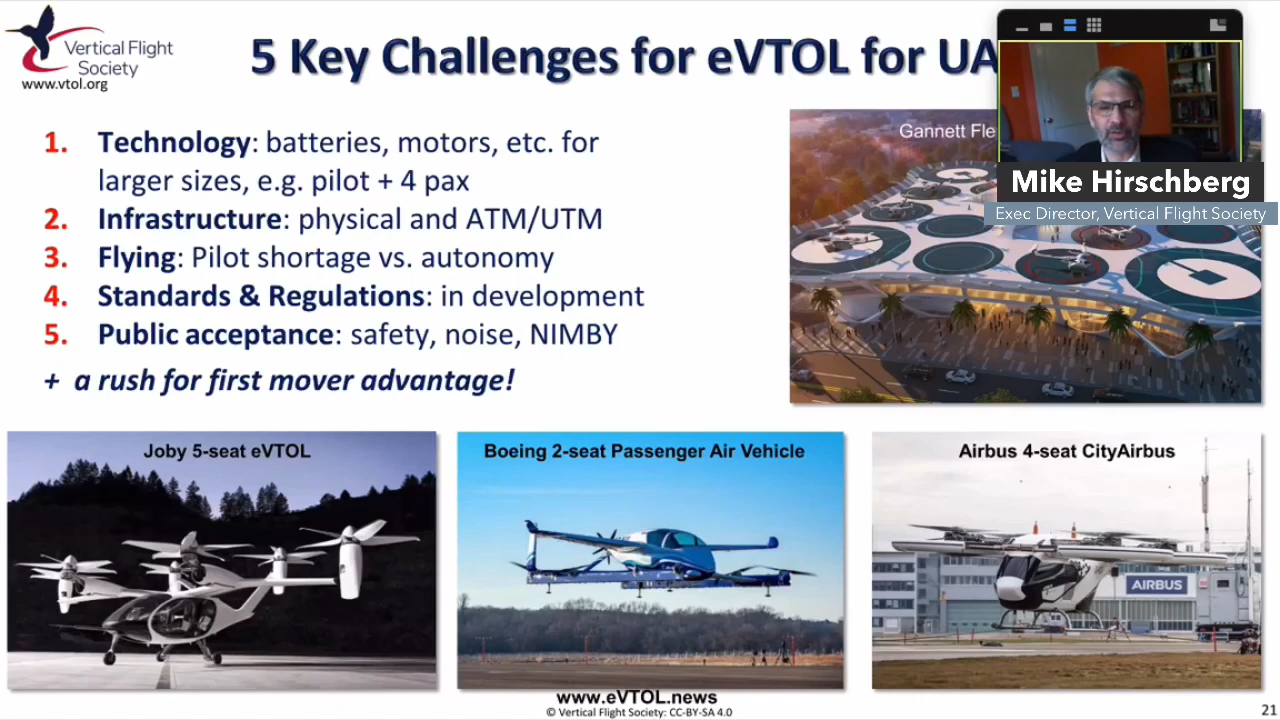 Vertical Flight
Society
www.vtol.org
5 Key Challenges for eVTOL for UA
1. Technology: batteries, motors, etc. for
larger sizes, e.g. pilot + 4 pax
2. Infrastructure: physical and ATM/UTM
3. Flying: Pilot shortage vs. autonomy
4. Standards & Regulations: in development
5. Public acceptance: safety, noise, NIMBY
+ a rush for first mover advantage!
Gannett Fle
Mike Hirschberg
Exec Director, Vertical Flight Society
Joby 5-seat eVTOL
Boeing 2-seat Passenger Air Vehicle
Airbus 4-seat CityAirbus
AIRBUS
www.eVTOL.news
© Vertical Flight Society: CC-BY-SA 4.0
21